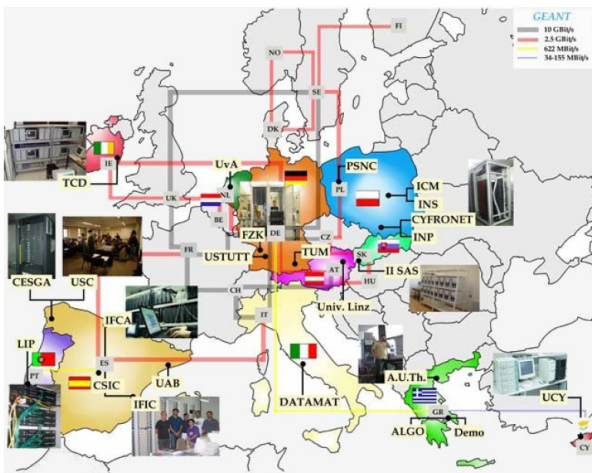 GEANT
10 GBit/s
2.5 GBit/s
622 MBit/s
34-155 MBit/s
FI
NO
SE
DK
IE
TCD
UvA
NL
UK
BE
PSNC
PL
ICM
INS
CYFRONET
INP
DE
FZK
CZ
USTUTT
TUM
FR
AT
SK
II SAS
HU
CESGA
USC
CH
Univ. Linz
IFCA
IT
LIP
PT
ES
CSIC
UAB
IFIC
DATAMAT
A.U.Th.
UCY
GR
ALGO
Demo
CY